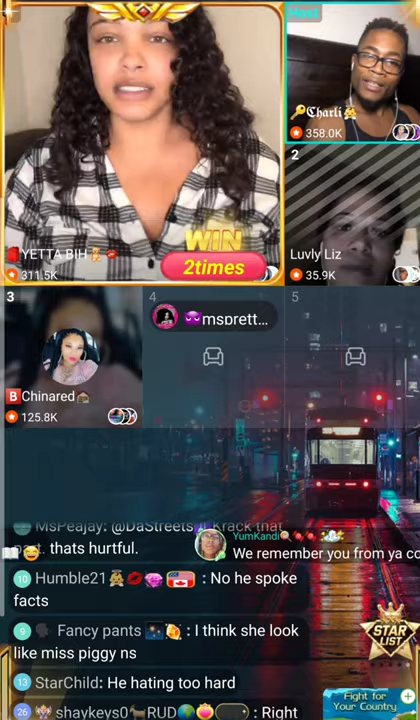 Host
Charli
358.0K
WIN
2times
YETTA BIH
311.5K
2
Luvly Liz
35.9K
3
B Chinared
125.8K
4
msprett...
5
MsPeajay: @DaStreets Krack that
part. thats hurtful.
YumKandi
We remember you from ya co
10 Humble21 : No he spoke
facts
9 Fancy pants : I think she look
like miss piggy ns
13 StarChild: He hating too hard
26 shaykeys0 RUD : Right
STAR
LIST
Fight for
Your Country